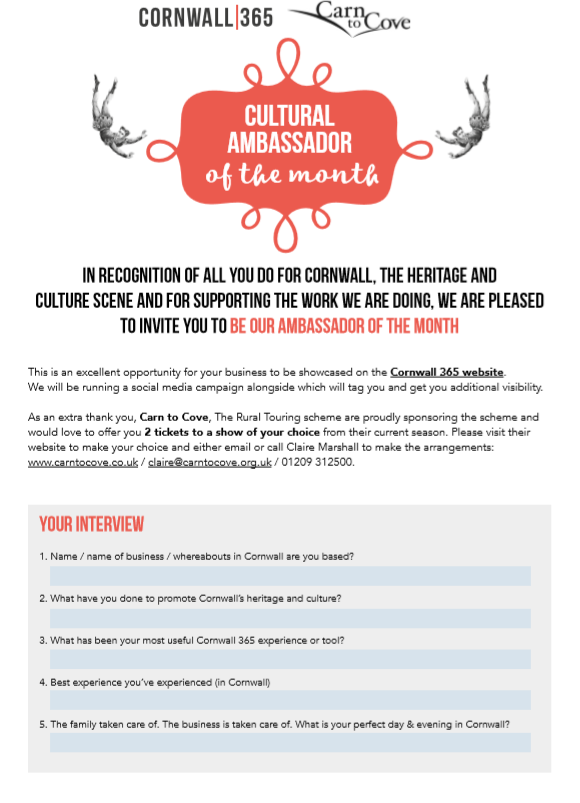 CORNWALL|365
Carn
to Cove
CULTURAL
AMBASSADOR
of the month
IN RECOGNITION OF ALL YOU DO FOR CORNWALL, THE HERITAGE AND
CULTURE SCENE AND FOR SUPPORTING THE WORK WE ARE DOING, WE ARE PLEASED
TO INVITE YOU TO BE OUR AMBASSADOR OF THE MONTH
This is an excellent opportunity for your business to be showcased on the Cornwall 365 website.
We will be running a social media campaign alongside which will tag you and get you additional visibility.
As an extra thank you, Carn to Cove, The Rural Touring scheme are proudly sponsoring the scheme and
would love to offer you 2 tickets to a show of your choice from their current season. Please visit their
website to make your choice and either email or call Claire Marshall to make the arrangements:
www.carntocove.co.uk / claire@carntocove.org.uk / 01209 312500.
YOUR INTERVIEW
1. Name / name of business / whereabouts in Cornwall are you based?
2. What have you done to promote Cornwall's heritage and culture?
3. What has been your most useful Cornwall 365 experience or tool?
4. Best experience you've experienced (in Cornwall)
5. The family taken care of. The business is taken care of. What is your perfect day & evening in Cornwall?